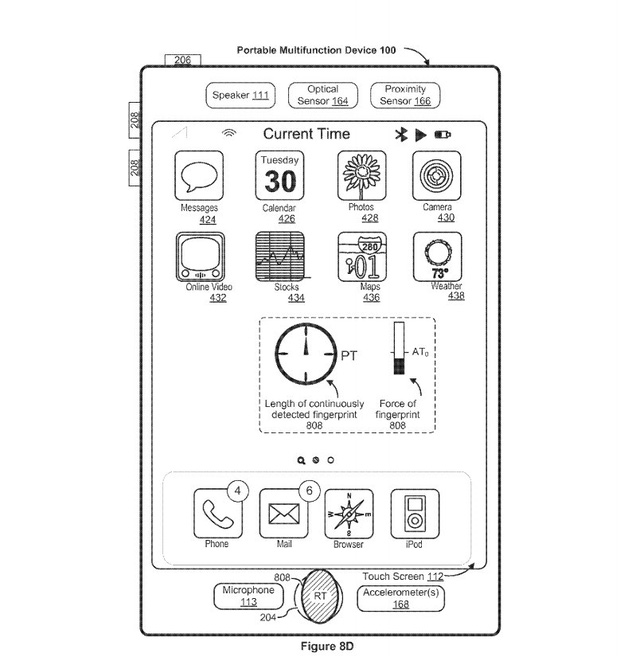 Portable Multifunction Device 100
206
208
208
Speaker 111
Optical
Sensor 164
Proximity
Sensor 166
Current Time
Tuesday
30
Messages
424
Calendar
426
Photos
428
Camera
430
280
01
73°
Online Video
432
Stocks
434
Maps
436
Weather
438
PT
AT₀
Length of continuously
detected fingerprint
808
Force of
fingerprint
808
4
6
N
W E
S
Phone
Mail
Browser
iPod
Touch Screen 112
808
Microphone
113
RT
Accelerometer(s)
168
204
Figure 8D